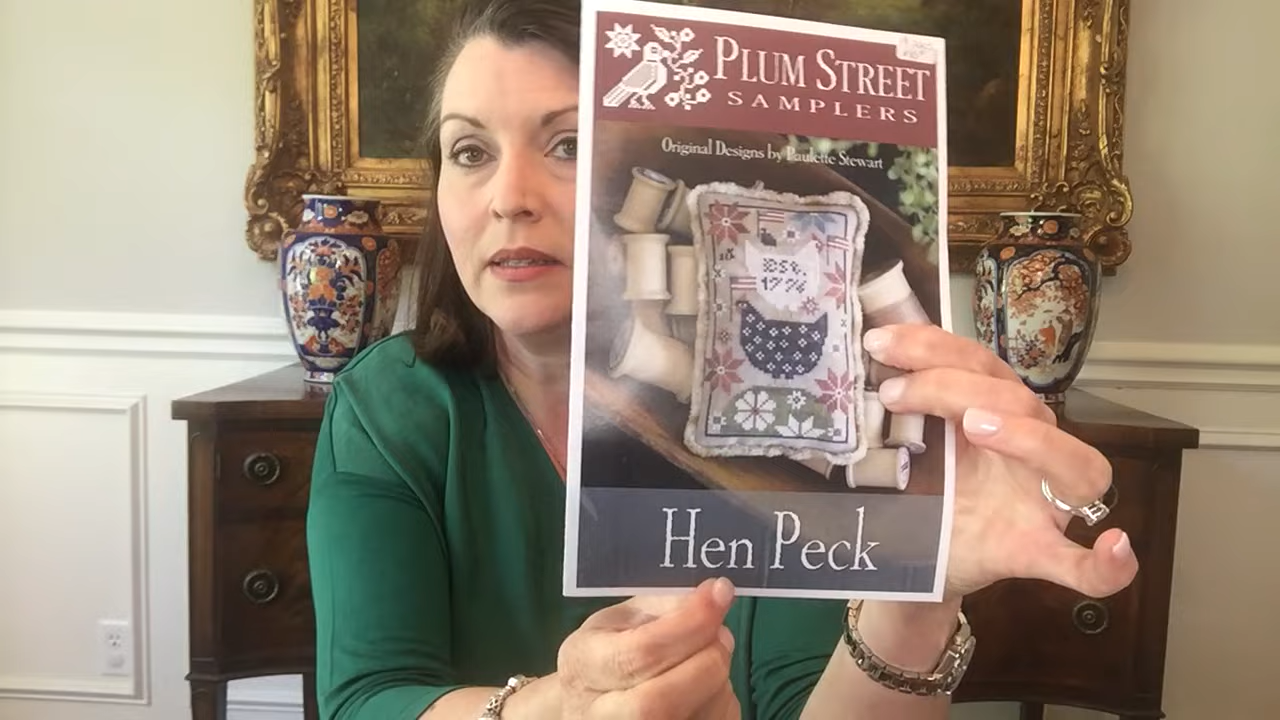 PLUM STREET
SAMPLERS
Original Designs by Paulette Stewart
Est.
1776
Hen Peck